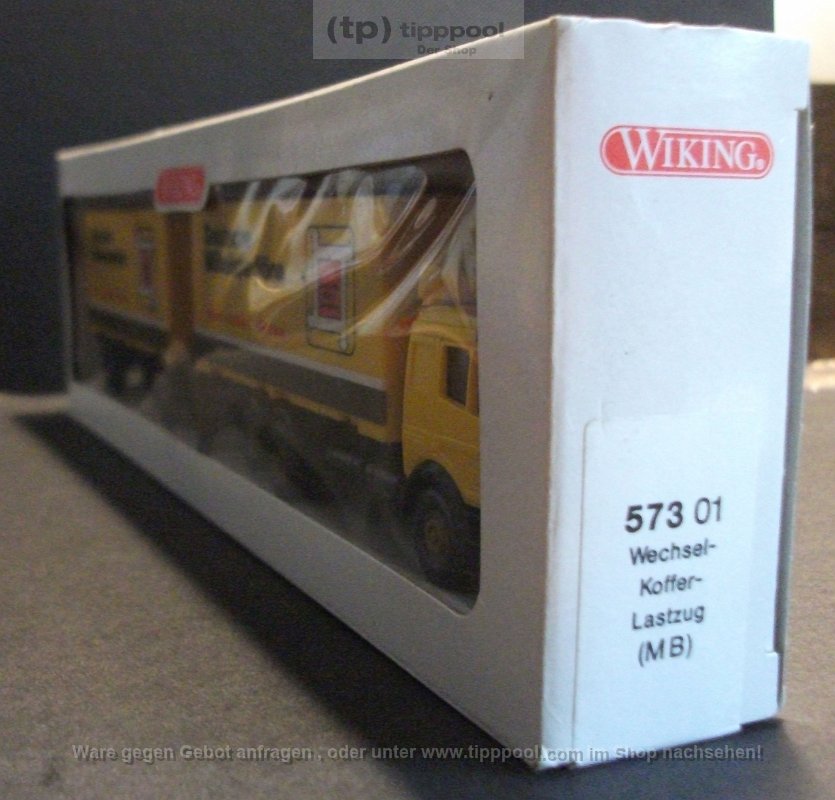 (tp) tipppool
Der Shop
WIKING®
573 01
Wechsel-
Koffer-
Lastzug
(MB)
Ware gegen Gebot anfragen , oder unter www.tipppool.com im Shop nachsehen!